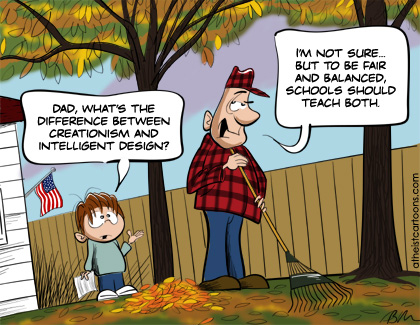 DAD, WHAT'S THE
DIFFERENCE BETWEEN
CREATIONISM AND
INTELLIGENT DESIGN?
I'M NOT SURE...
BUT TO BE FAIR
AND BALANCED,
SCHOOLS SHOULD
TEACH BOTH.
atheistcartoons.com